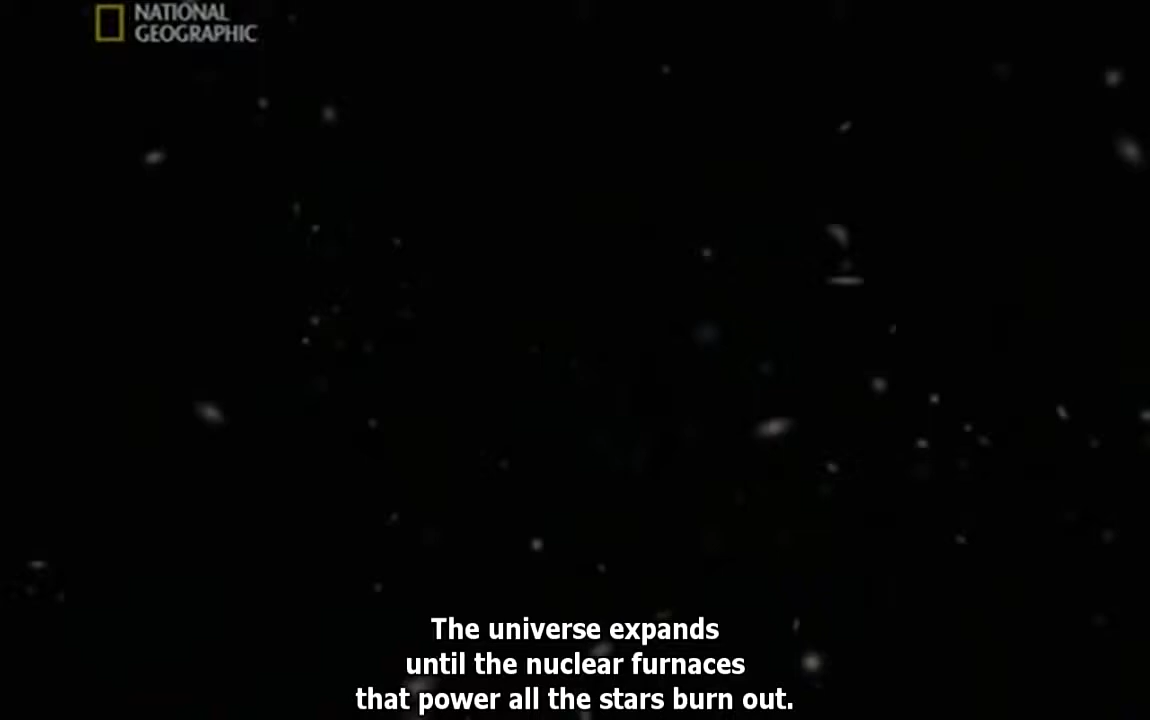 NATIONAL
GEOGRAPHIC
The universe expands
until the nuclear furnaces
that power all the stars burn out.